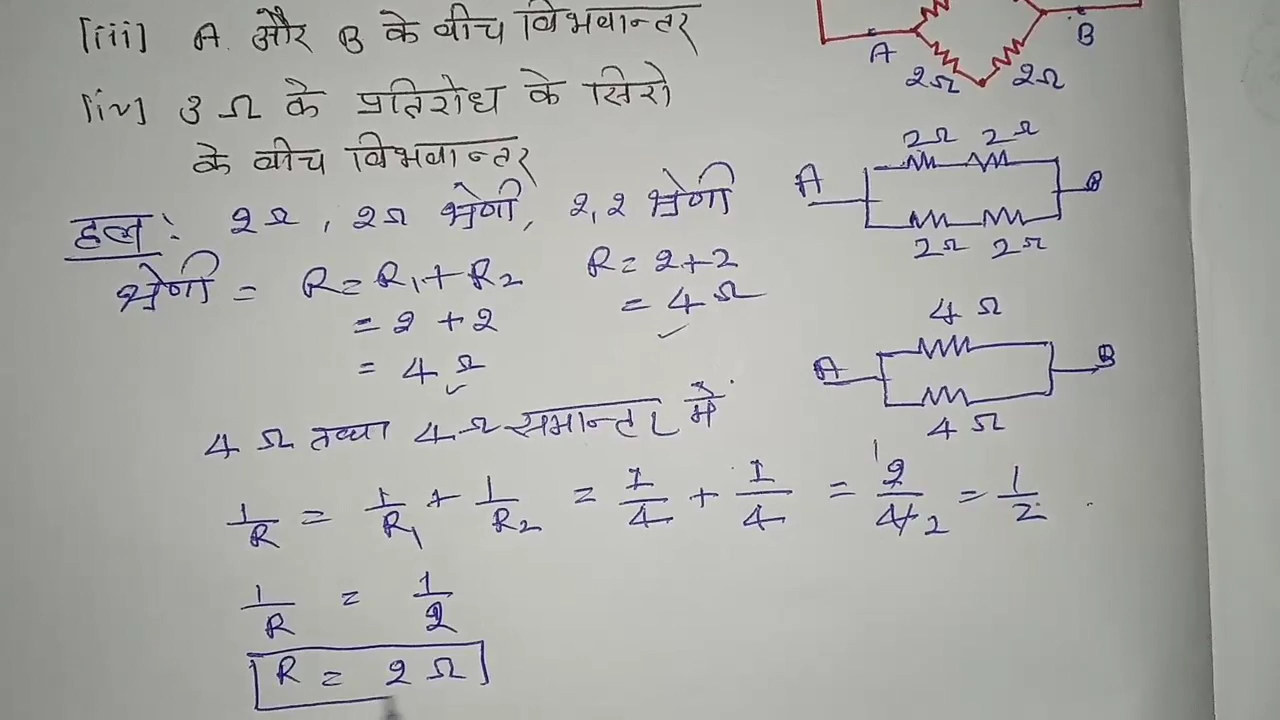 [iii] A और B के बीच विभवान्तर
[iv] 3 Ω के प्रतिरोध के सिरो
के बीच विभवान्तर
हल: 2Ω, 2Ω श्रेणी, 2,2 श्रेणी
श्रेणी = R = R₁ + R₂
= 2 + 2
= 4 Ω
R = 2+2
= 4 Ω
4 Ω तथा 4 Ω समान्तर में
1/R = 1/R₁ + 1/R₂ = 1/4 + 1/4 = 2/4 = 1/2
1/R = 1/2
R = 2 Ω
A B
2Ω 2Ω
2Ω 2Ω
A B
2Ω 2Ω
4 Ω
A B
4 Ω